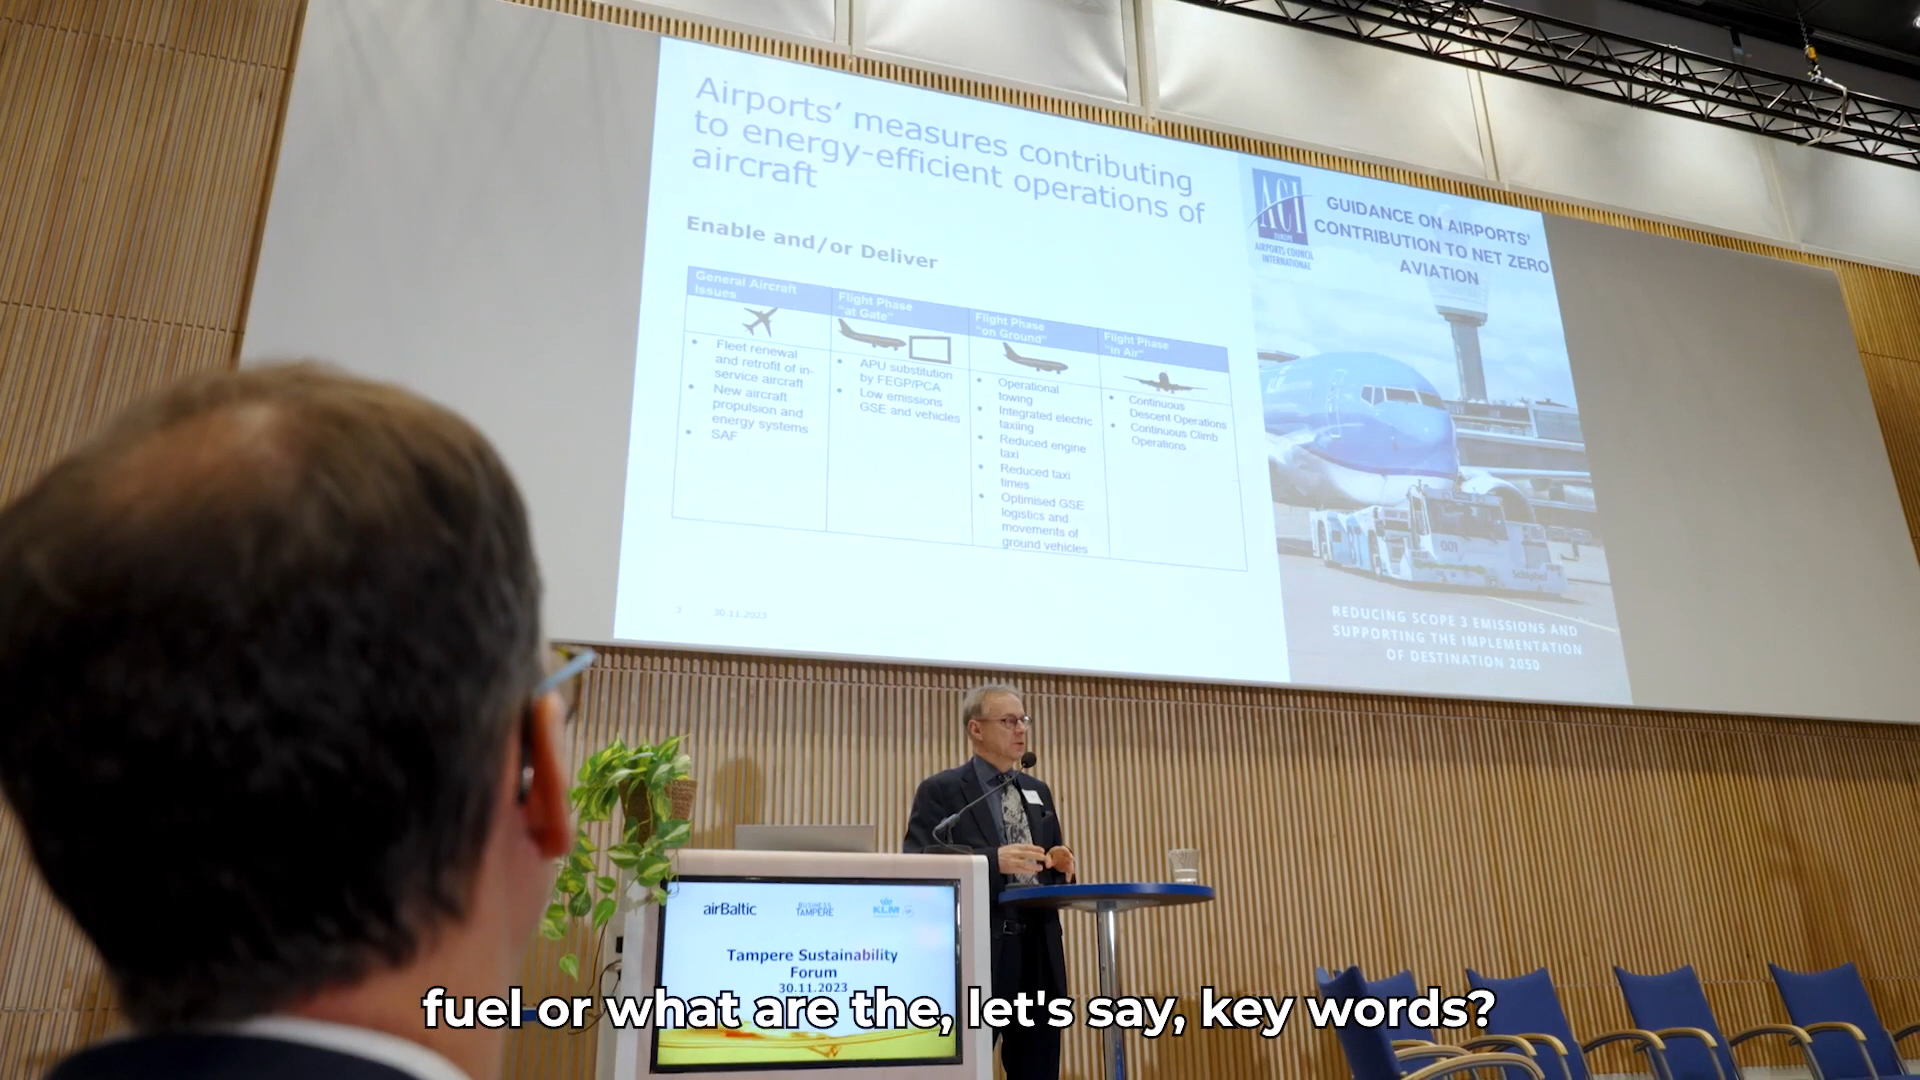 Airports' measures contributing
to energy-efficient operations of
aircraft
Enable and/or Deliver
General Aircraft
Issues
Fleet renewal
and retrofit of in-
service aircraft
New aircraft
propulsion and
energy systems
SAF
Flight Phase
"at Gate"
APU substitution
by FEGP/PCA
Low emissions
GSE and vehicles
Flight Phase
"on Ground"
Operational
towing
Integrated electric
taxiing
Reduced engine
taxi
Reduced taxi
times
Optimised GSE
logistics and
movements of
ground vehicles
Flight Phase
"in Air"
Continuous
Descent Operations
Continuous Climb
Operations
3 30.11.2023
ACI
EUROPE
AIRPORTS COUNCIL
INTERNATIONAL
GUIDANCE ON AIRPORTS'
CONTRIBUTION TO NET ZERO
AVIATION
001
Schiphol
REDUCING SCOPE 3 EMISSIONS AND
SUPPORTING THE IMPLEMENTATION
OF DESTINATION 2050
airBaltic
BUSINESS
TAMPERE
KLM
Tampere Sustainability
Forum
30.11.2023
fuel or what are the, let's say, key words?